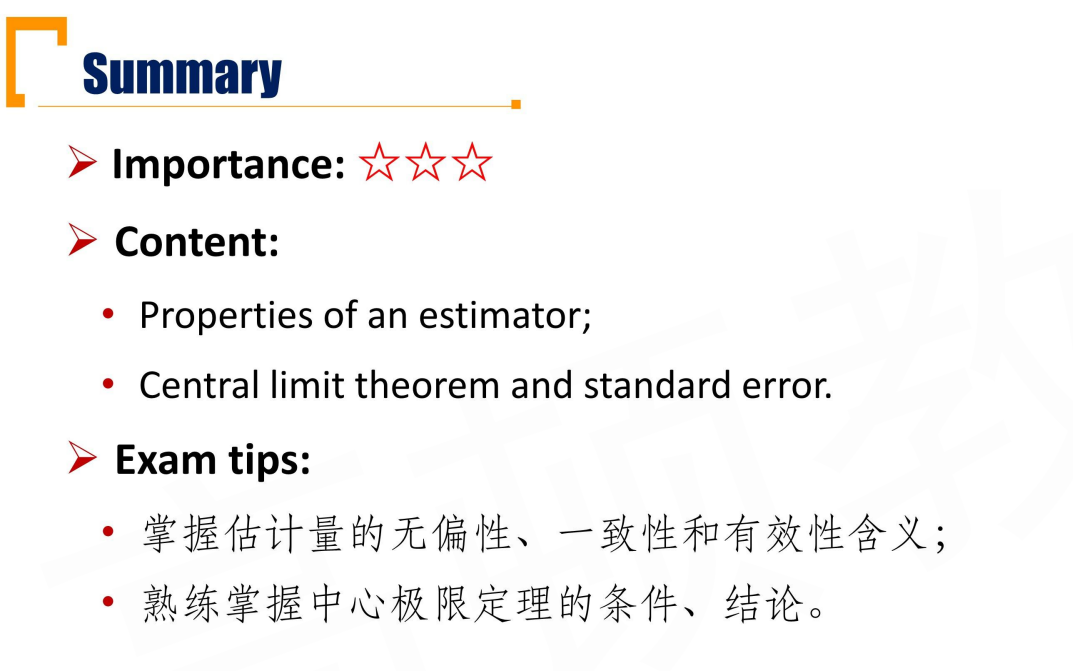 Summary
Importance: ☆☆☆
Content:
Properties of an estimator;
Central limit theorem and standard error.
Exam tips:
掌握估计量的无偏性、一致性和有效性含义；
熟练掌握中心极限定理的条件、结论。